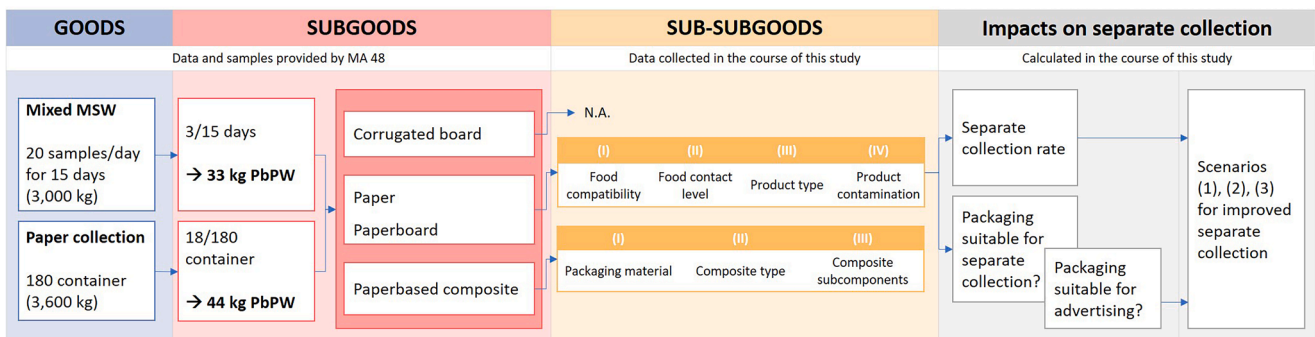 GOODS
SUBGOODS
SUB-SUBGOODS
Impacts on separate collection
Data and samples provided by MA 48
Data collected in the course of this study
Calculated in the course of this study
Mixed MSW
20 samples/day
for 15 days
(3,000 kg)
Paper collection
180 container
(3,600 kg)
3/15 days
→ 33 kg PbPW
18/180
container
→ 44 kg PbPW
Corrugated board
Paper
Paperboard
Paperbased composite
N.A.
(I)
(II)
(III)
(IV)
Food
compatibility
Food contact
level
Product type
Product
contamination
(I)
(II)
(III)
Packaging material
Composite type
Composite
subcomponents
Separate
collection rate
Packaging
suitable for
separate
collection?
Packaging
suitable for
advertising?
Scenarios
(1), (2), (3)
for improved
separate
collection